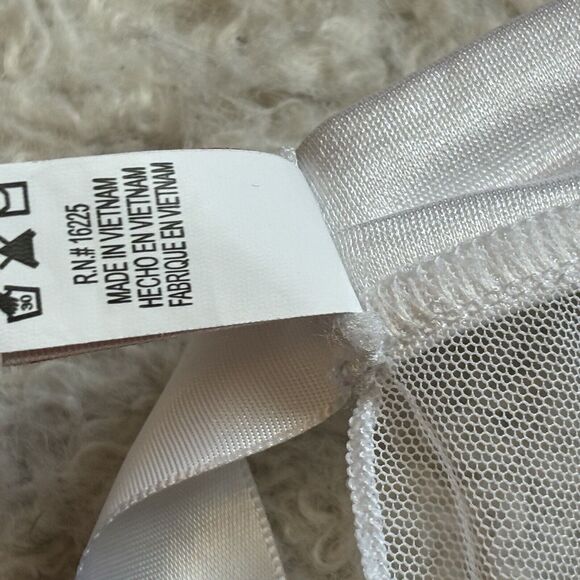 R.N.# 16225
MADE IN VIETNAM
HECHO EN VIETNAM
FABRIQUE EN VIETNAM
30